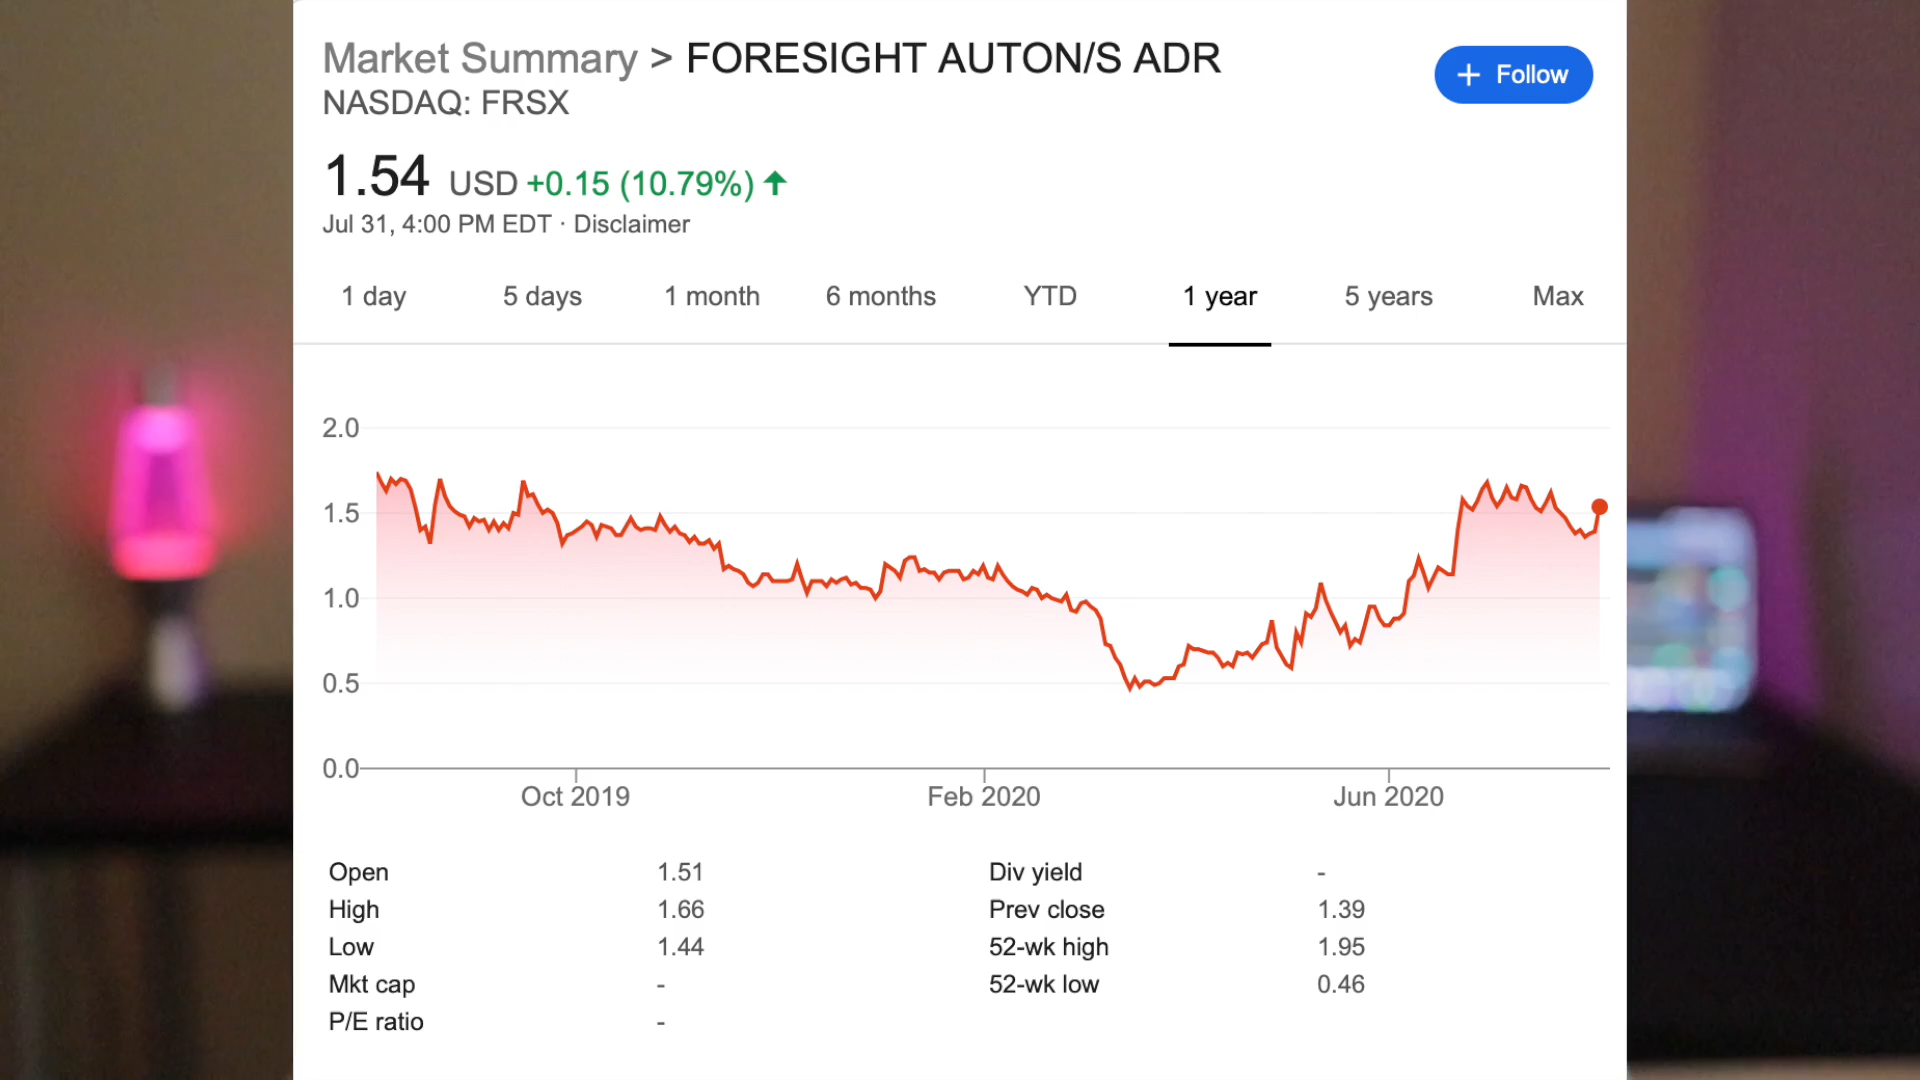 Market Summary > FORESIGHT AUTON/S ADR
NASDAQ: FRSX
+ Follow
1.54 USD +0.15 (10.79%) ↑
Jul 31, 4:00 PM EDT · Disclaimer
1 day 5 days 1 month 6 months YTD 1 year 5 years Max
2.0
1.5
1.0
0.5
0.0
Oct 2019 Feb 2020 Jun 2020
Open 1.51 Div yield -
High 1.66 Prev close 1.39
Low 1.44 52-wk high 1.95
Mkt cap - 52-wk low 0.46
P/E ratio -